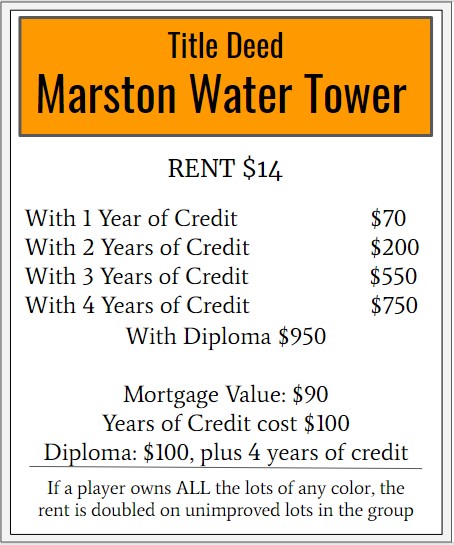 Title Deed
Marston Water Tower
RENT $14
With 1 Year of Credit $70
With 2 Years of Credit $200
With 3 Years of Credit $550
With 4 Years of Credit $750
With Diploma $950
Mortgage Value: $90
Years of Credit cost $100
Diploma: $100, plus 4 years of credit
If a player owns ALL the lots of any color, the
rent is doubled on unimproved lots in the group